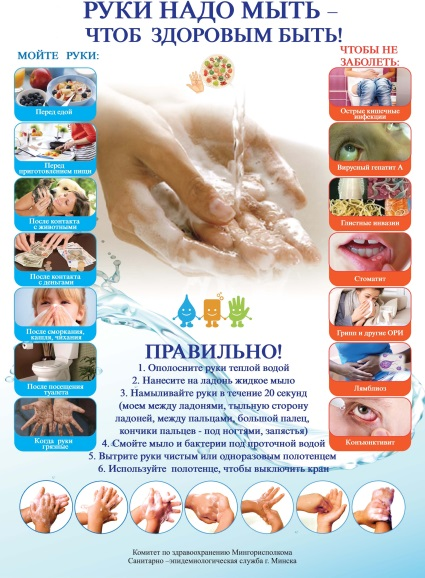 РУКИ НАДО МЫТЬ –
ЧТОБ ЗДОРОВЫМ БЫТЬ!
МОЙТЕ РУКИ:
Перед едой
Перед
приготовлением пищи
После контакта
с животными
После контакта
с деньгами
После сморкания,
кашля, чихания
После посещения
туалета
Когда руки
грязные
ЧТОБЫ НЕ
ЗАБОЛЕТЬ:
Острые кишечные
инфекции
Вирусный гепатит А
Глистные инвазии
Стоматит
Грипп и другие ОРИ
Лямблиоз
Конъюнктивит
ПРАВИЛЬНО!
1. Ополосните руки теплой водой
2. Нанесите на ладонь жидкое мыло
3. Намыливайте руки в течение 20 секунд
(моем между ладонями, тыльную сторону
ладоней, между пальцами, большой палец,
кончики пальцев - под ногтями, запястья)
4. Смойте мыло и бактерии под проточной водой
5. Вытрите руки чистым или одноразовым полотенцем
6. Используйте полотенце, чтобы выключить кран
Комитет по здравоохранению Мингорисполкома
Санитарно –эпидемиологическая служба г. Минска